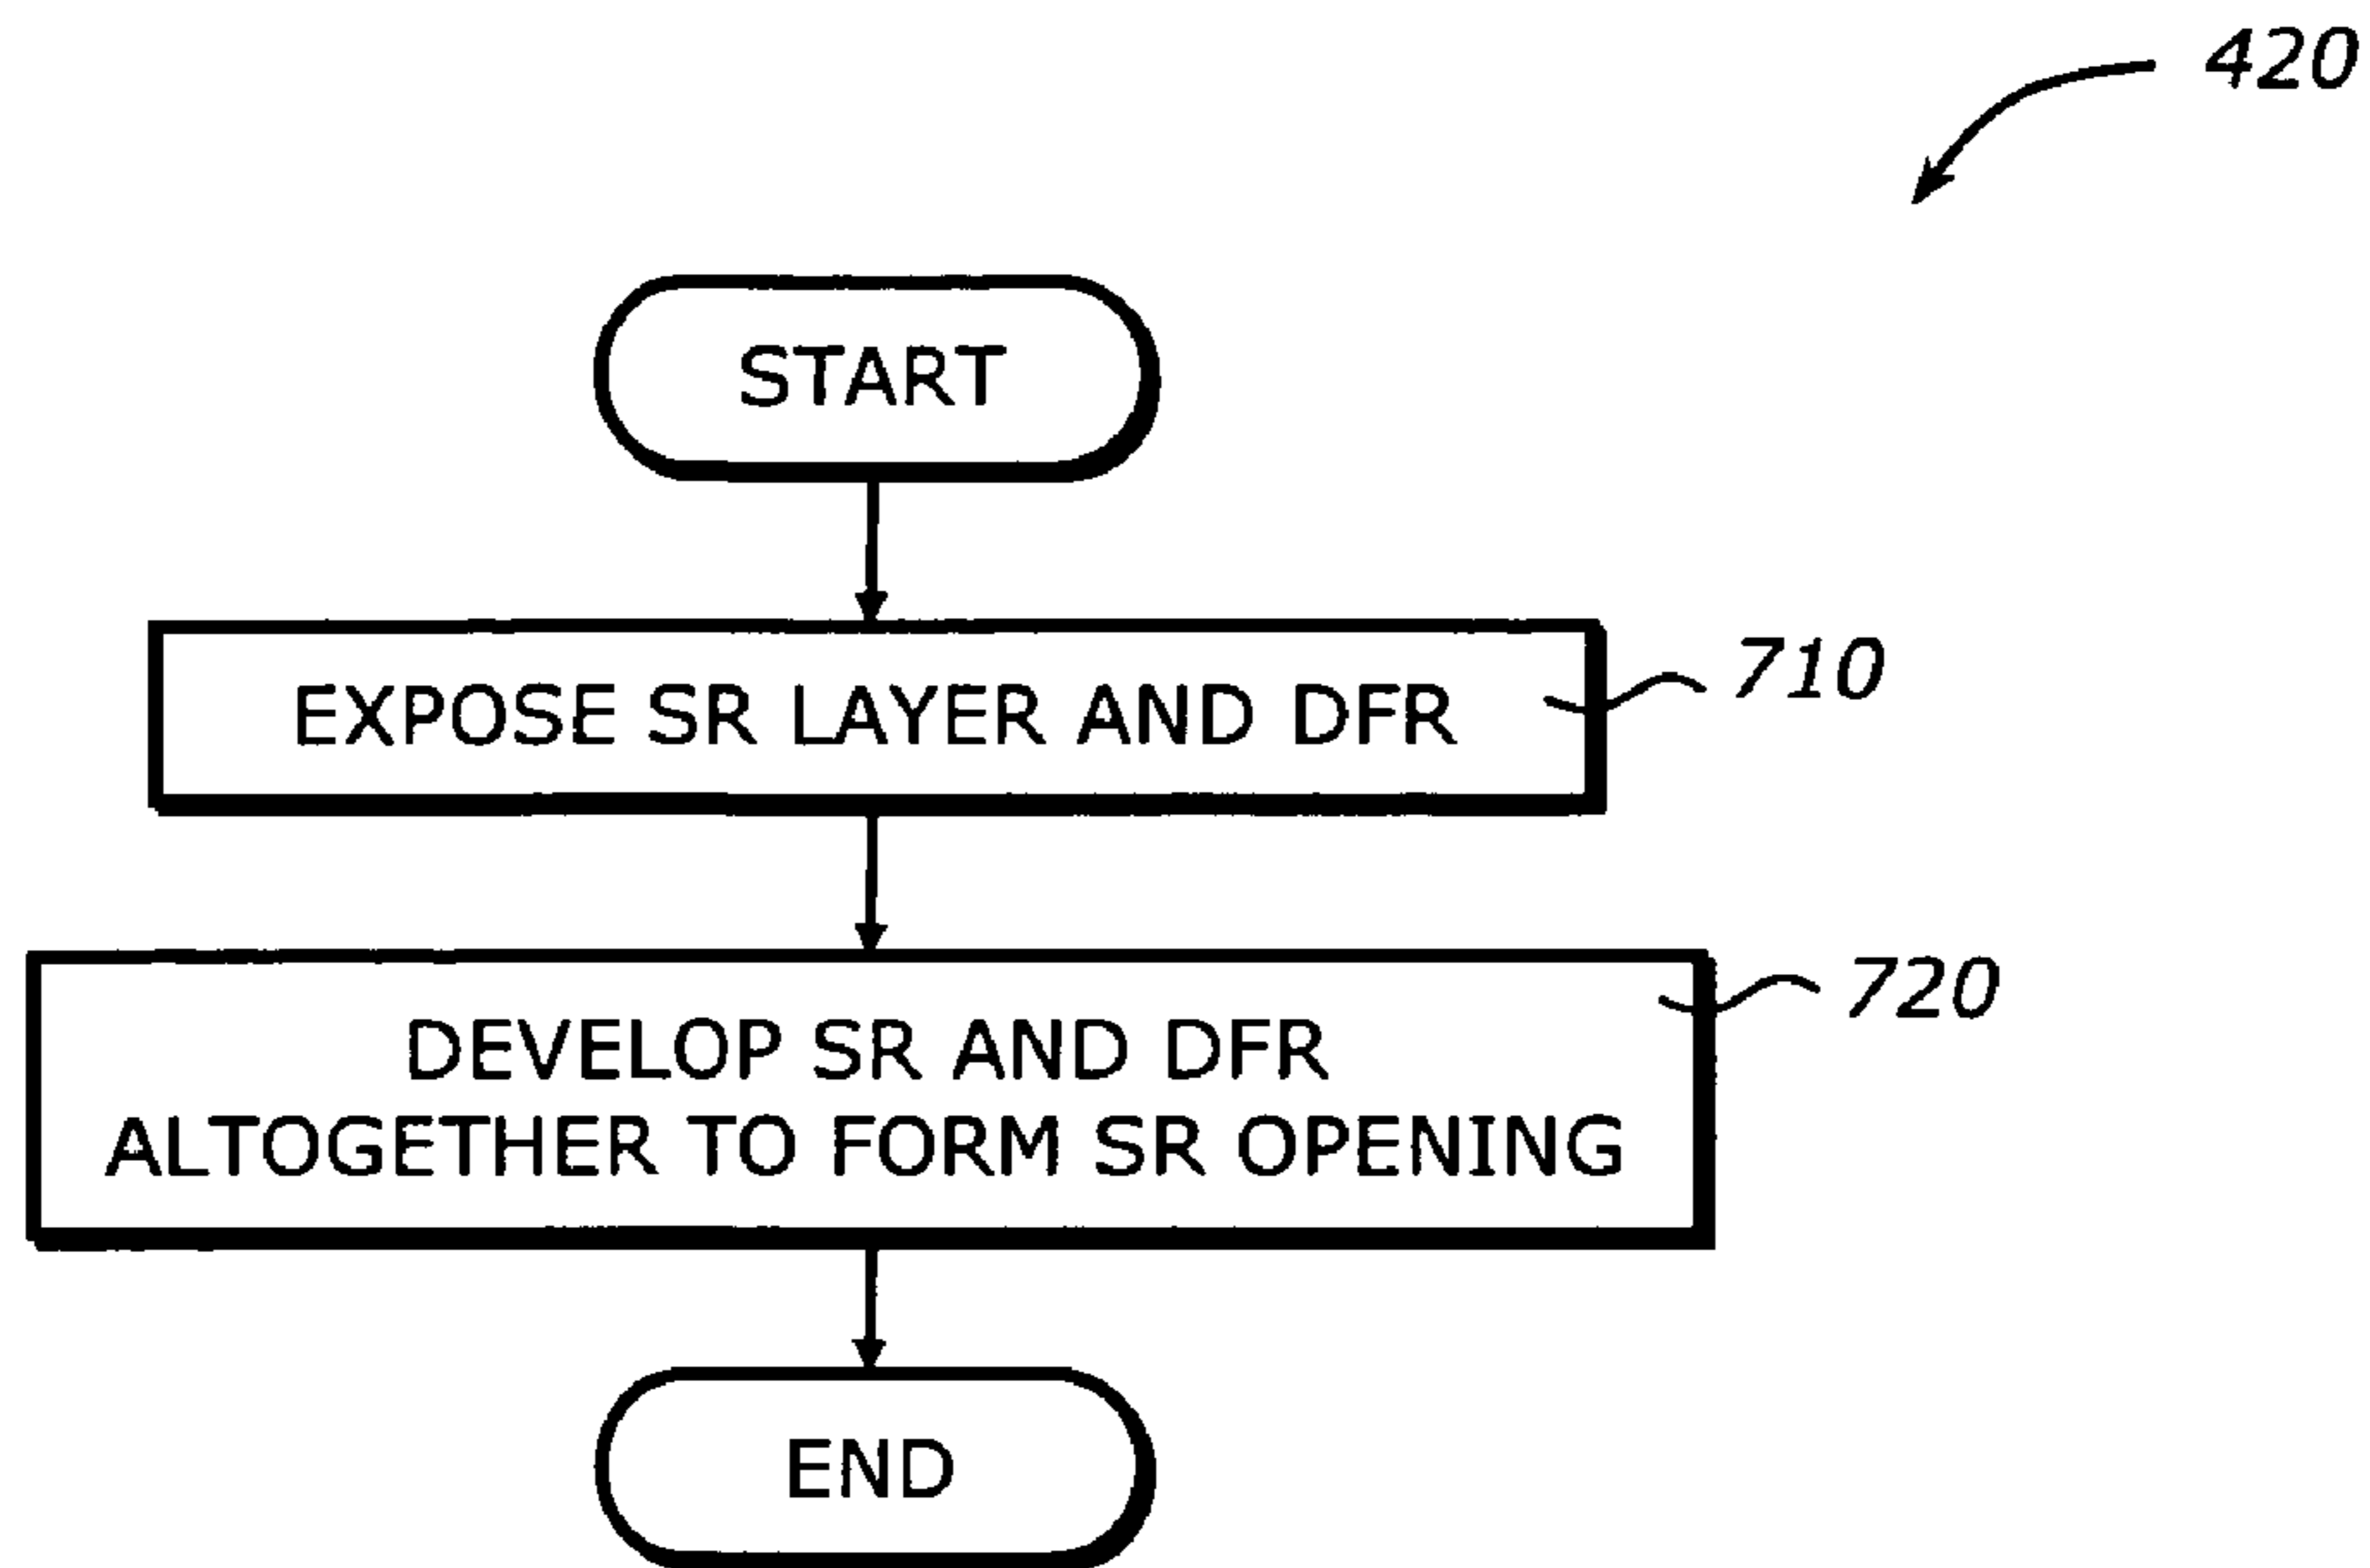 420
START
EXPOSE SR LAYER AND DFR
710
DEVELOP SR AND DFR
720
ALTOGETHER TO FORM SR OPENING
END